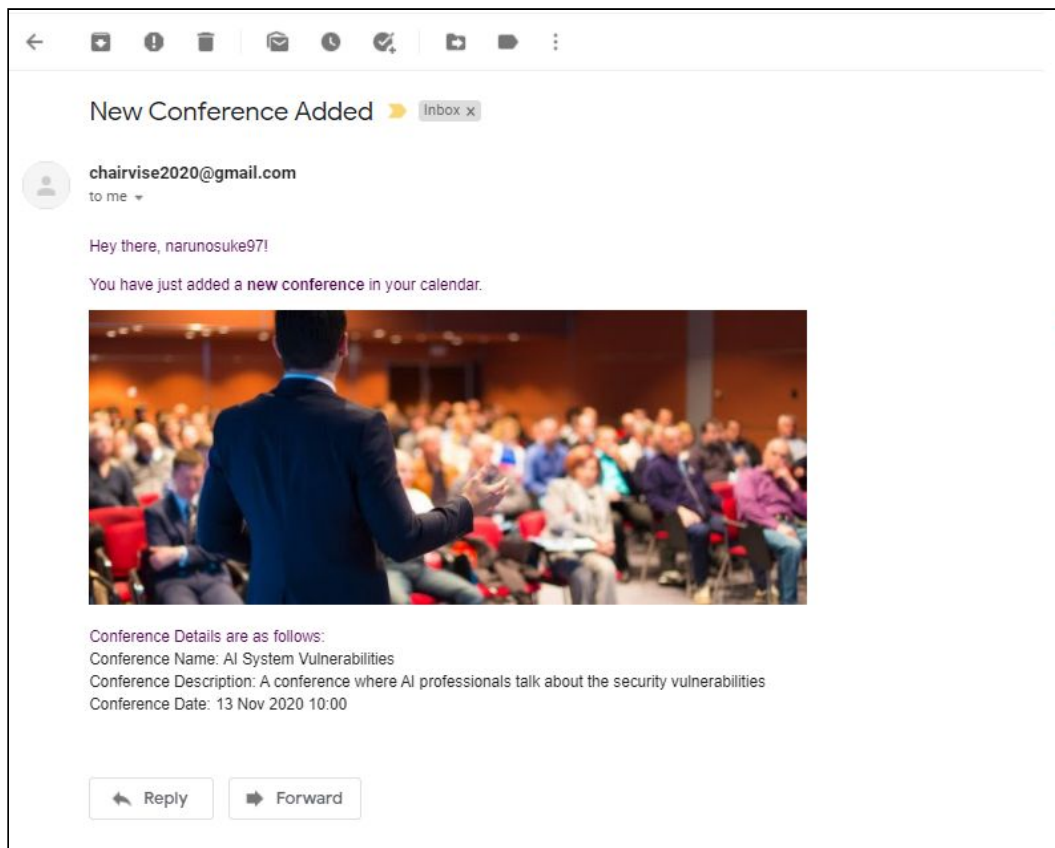 New Conference Added
Inbox x
chairvise2020@gmail.com
to me
Hey there, narunosuke97!
You have just added a new conference in your calendar.
Conference Details are as follows:
Conference Name: AI System Vulnerabilities
Conference Description: A conference where AI professionals talk about the security vulnerabilities
Conference Date: 13 Nov 2020 10:00
Reply
Forward